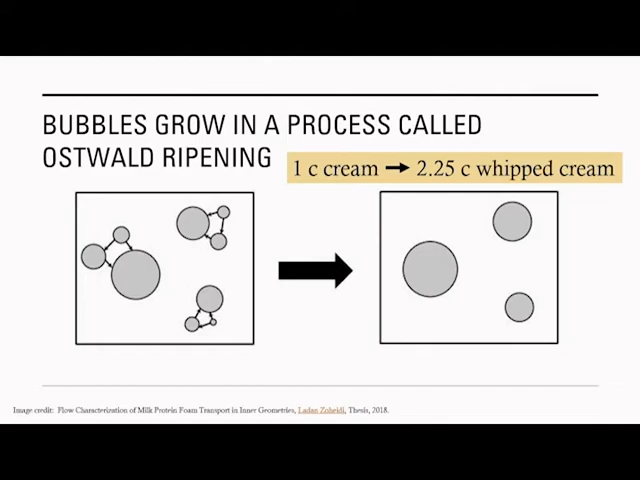 BUBBLES GROW IN A PROCESS CALLED
OSTWALD RIPENING
1 c cream → 2.25 c whipped cream
Image credit: Flow Characterization of Milk Protein Foam Transport in Inner Geometries, Ladan Zoheidi, Thesis, 2018.